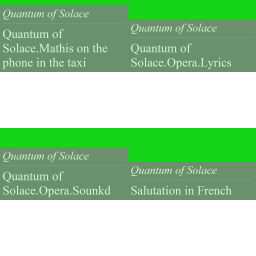 Quantum of Solace
Quantum of
Solace.Mathis on the
phone in the taxi
Quantum of Solace
Quantum of
Solace.Opera.Lyrics
Quantum of Solace
Quantum of
Solace.Opera.Sounkd
Quantum of Solace
Salutation in French